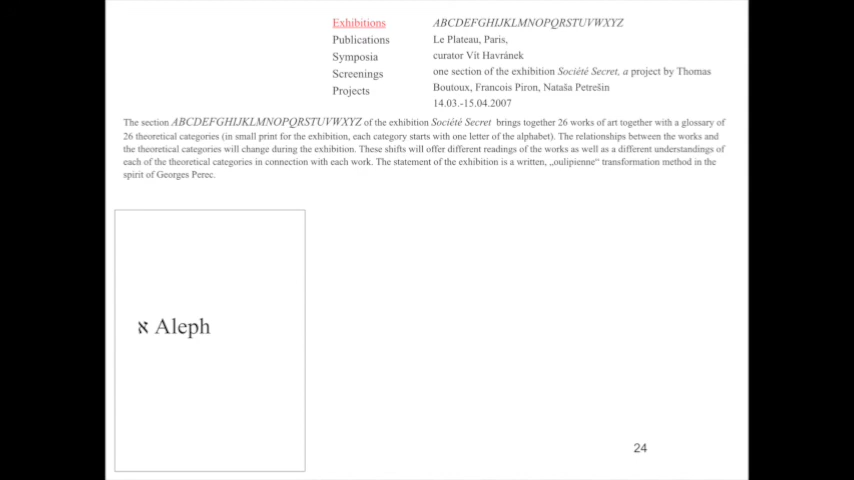 Exhibitions
Publications
Symposia
Screenings
Projects
ABCDEFGHIJKLMNOPQRSTUVWXYZ
Le Plateau, Paris,
curator Vít Havránek
one section of the exhibition Société Secret, a project by Thomas
Boutoux, Francois Piron, Nataša Petrešin
14.03.-15.04.2007
The section ABCDEFGHIJKLMNOPQRSTUVWXYZ of the exhibition Société Secret brings together 26 works of art together with a glossary of
26 theoretical categories (in small print for the exhibition, each category starts with one letter of the alphabet). The relationships between the works and
the theoretical categories will change during the exhibition. These shifts will offer different readings of the works as well as a different understandings of
each of the theoretical categories in connection with each work. The statement of the exhibition is a written, „oulipienne“ transformation method in the
spirit of Georges Perec.
א Aleph
24